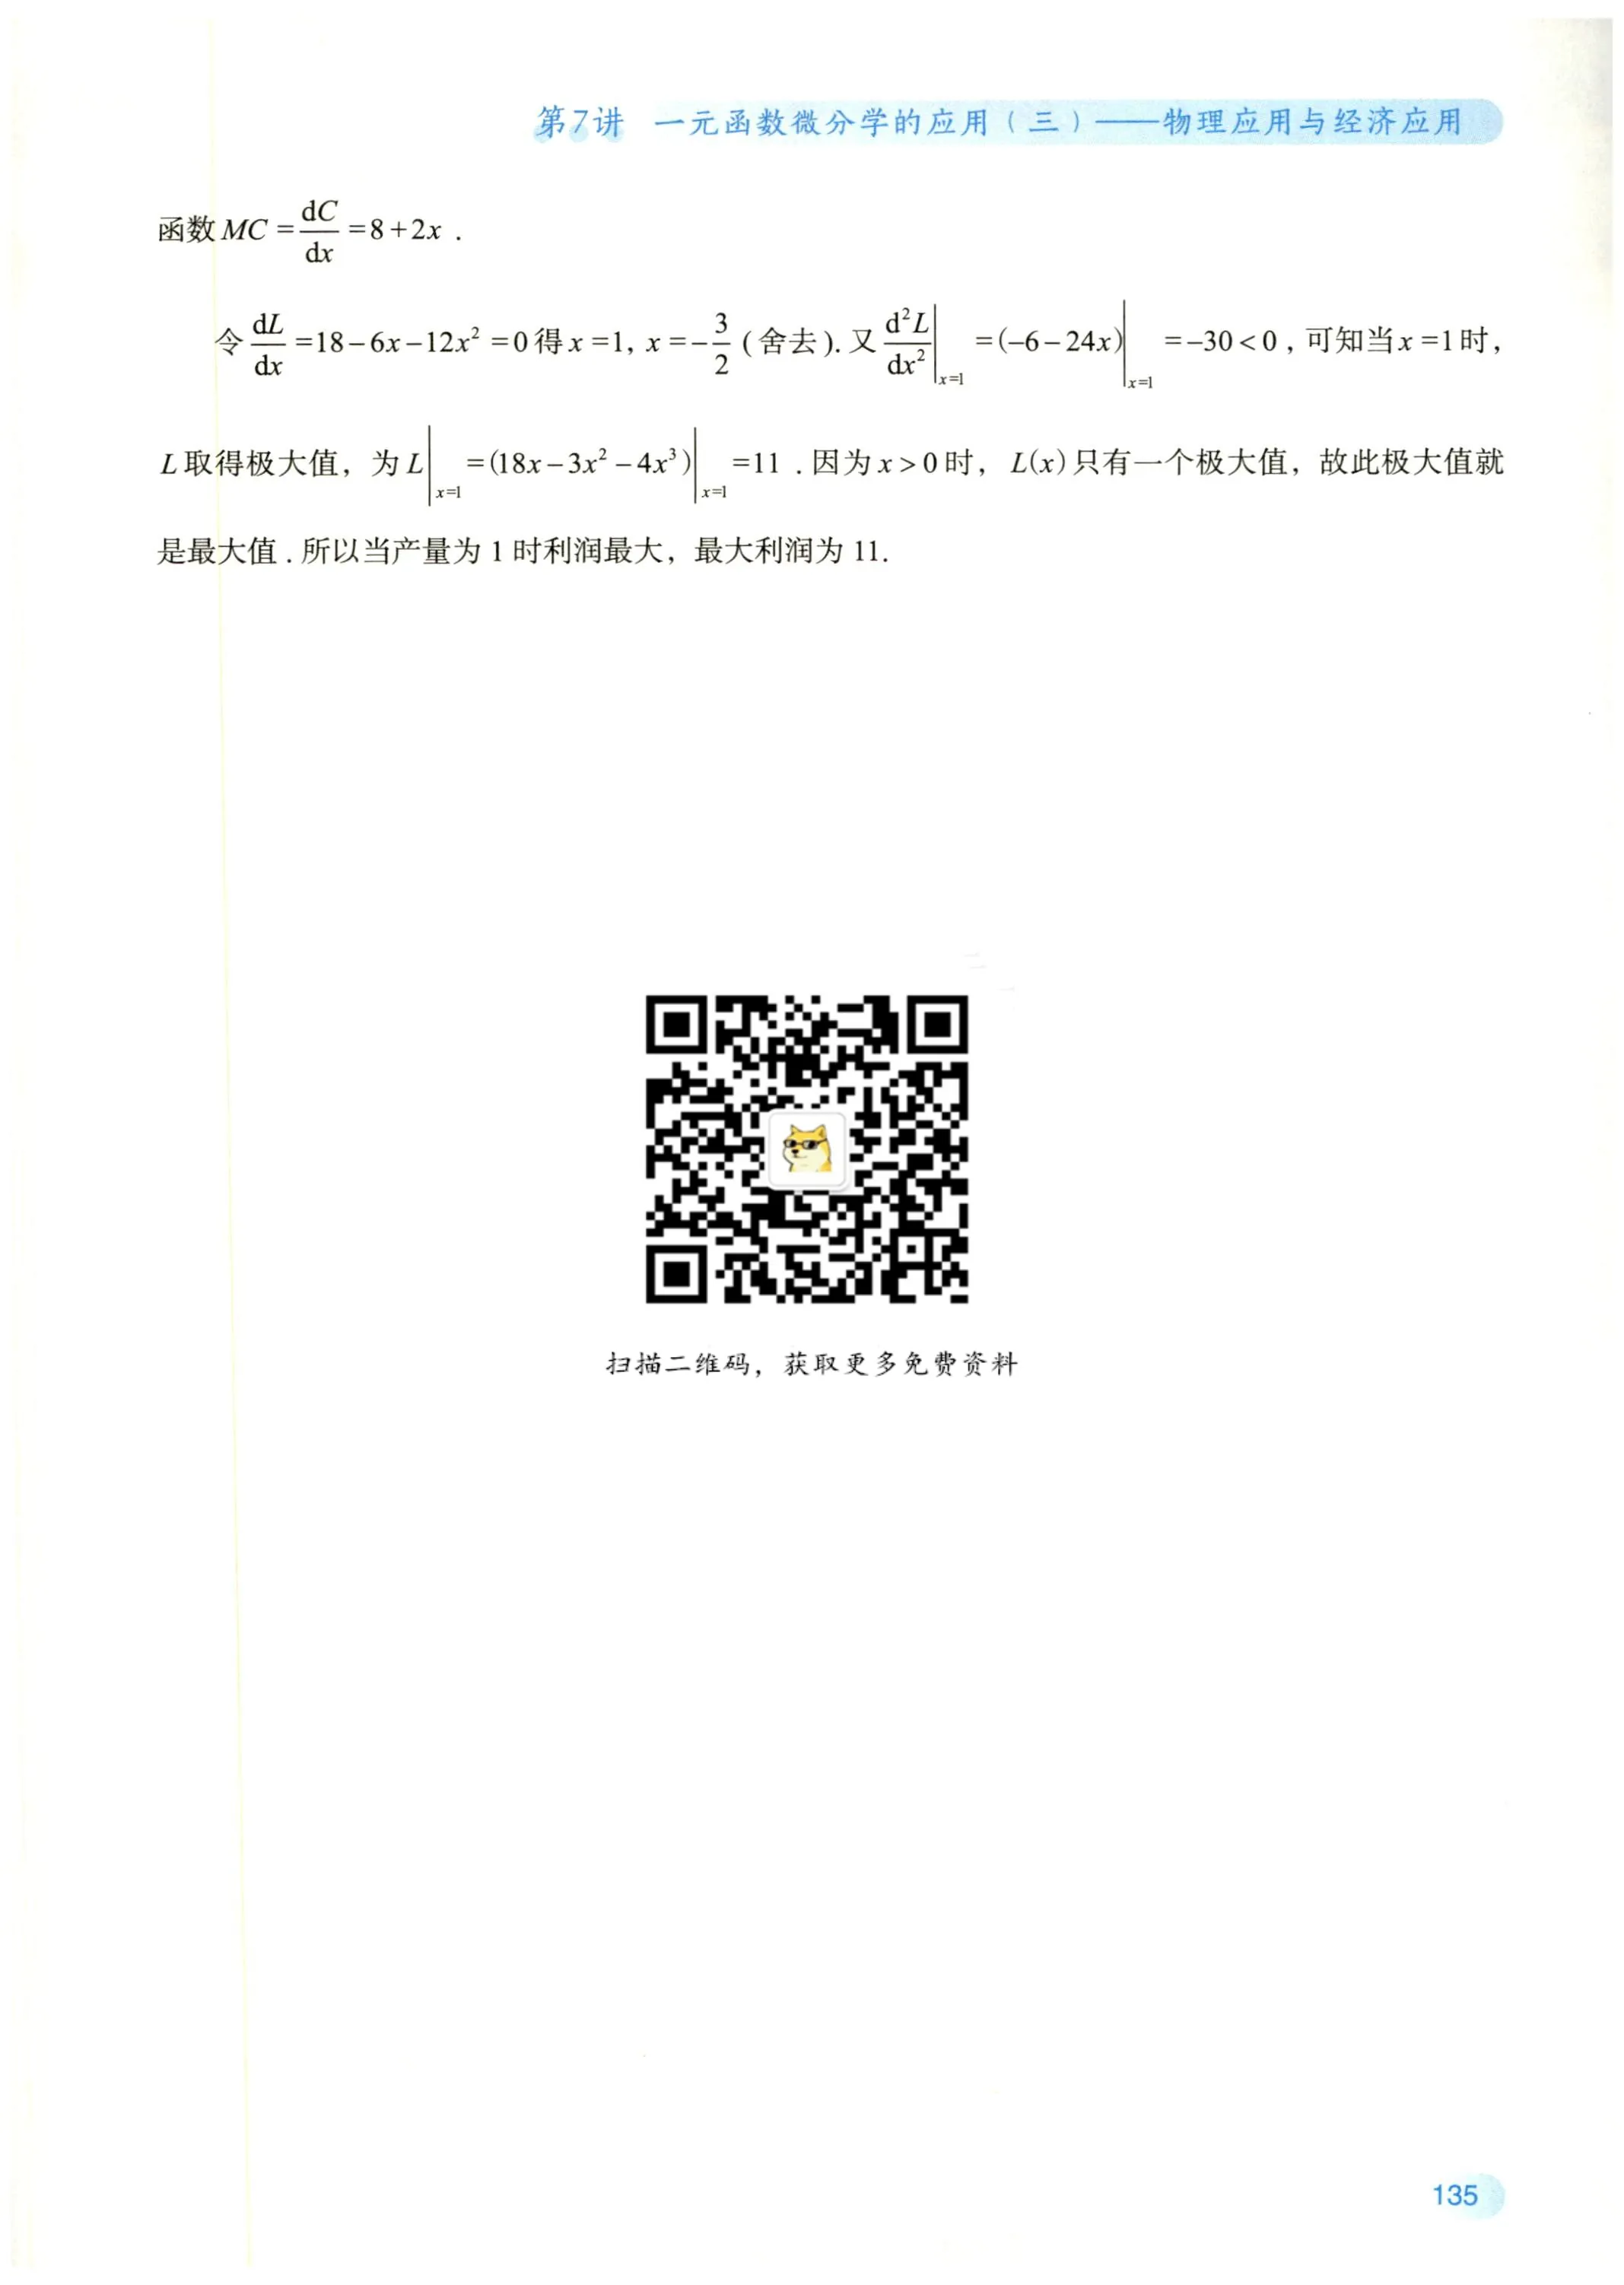 第7讲 一元函数微分学的应用(三)——物理应用与经济应用
函数 MC = dC/dx = 8 + 2x .
令 dL/dx = 18 − 6x − 12x² = 0 得 x = 1, x = −3/2 (舍去). 又 d²L/dx² |x=1 = (−6 − 24x)|x=1 = −30 < 0 , 可知当 x = 1 时,
L 取得极大值, 为 L|x=1 = (18x − 3x² − 4x³)|x=1 = 11 . 因为 x > 0 时, L(x) 只有一个极大值, 故此极大值就
是最大值 . 所以当产量为 1 时利润最大, 最大利润为 11.
扫描二维码, 获取更多免费资料
135